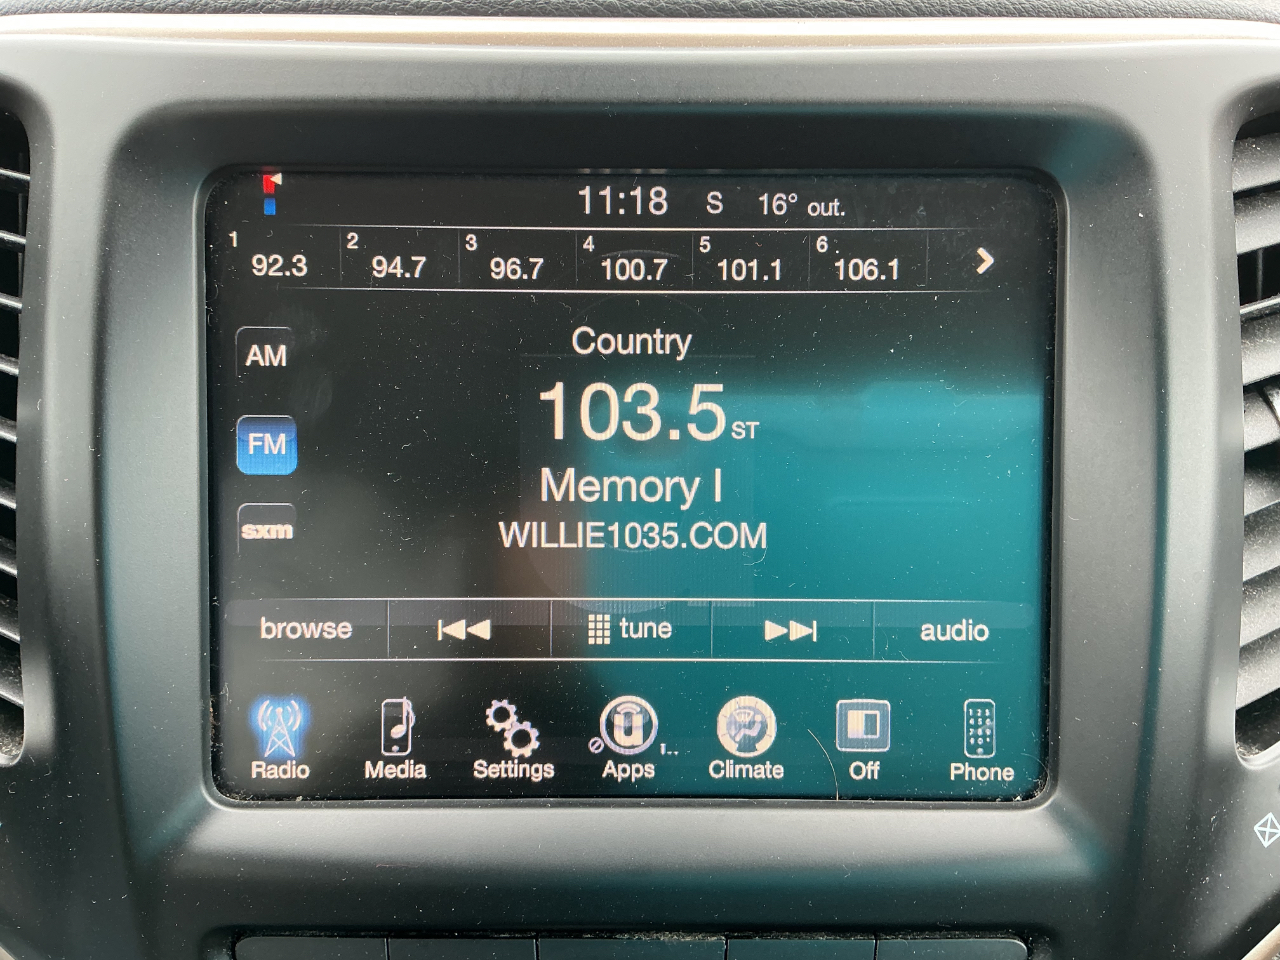 11:18 S 16° out.
1 92.3 2 94.7 3 96.7 4 100.7 5 101.1 6 106.1
Country
AM
103.5 ST
FM
Memory I
WILLIE1035.COM
sxm
browse tune audio
Radio Media Settings Apps Climate Off Phone